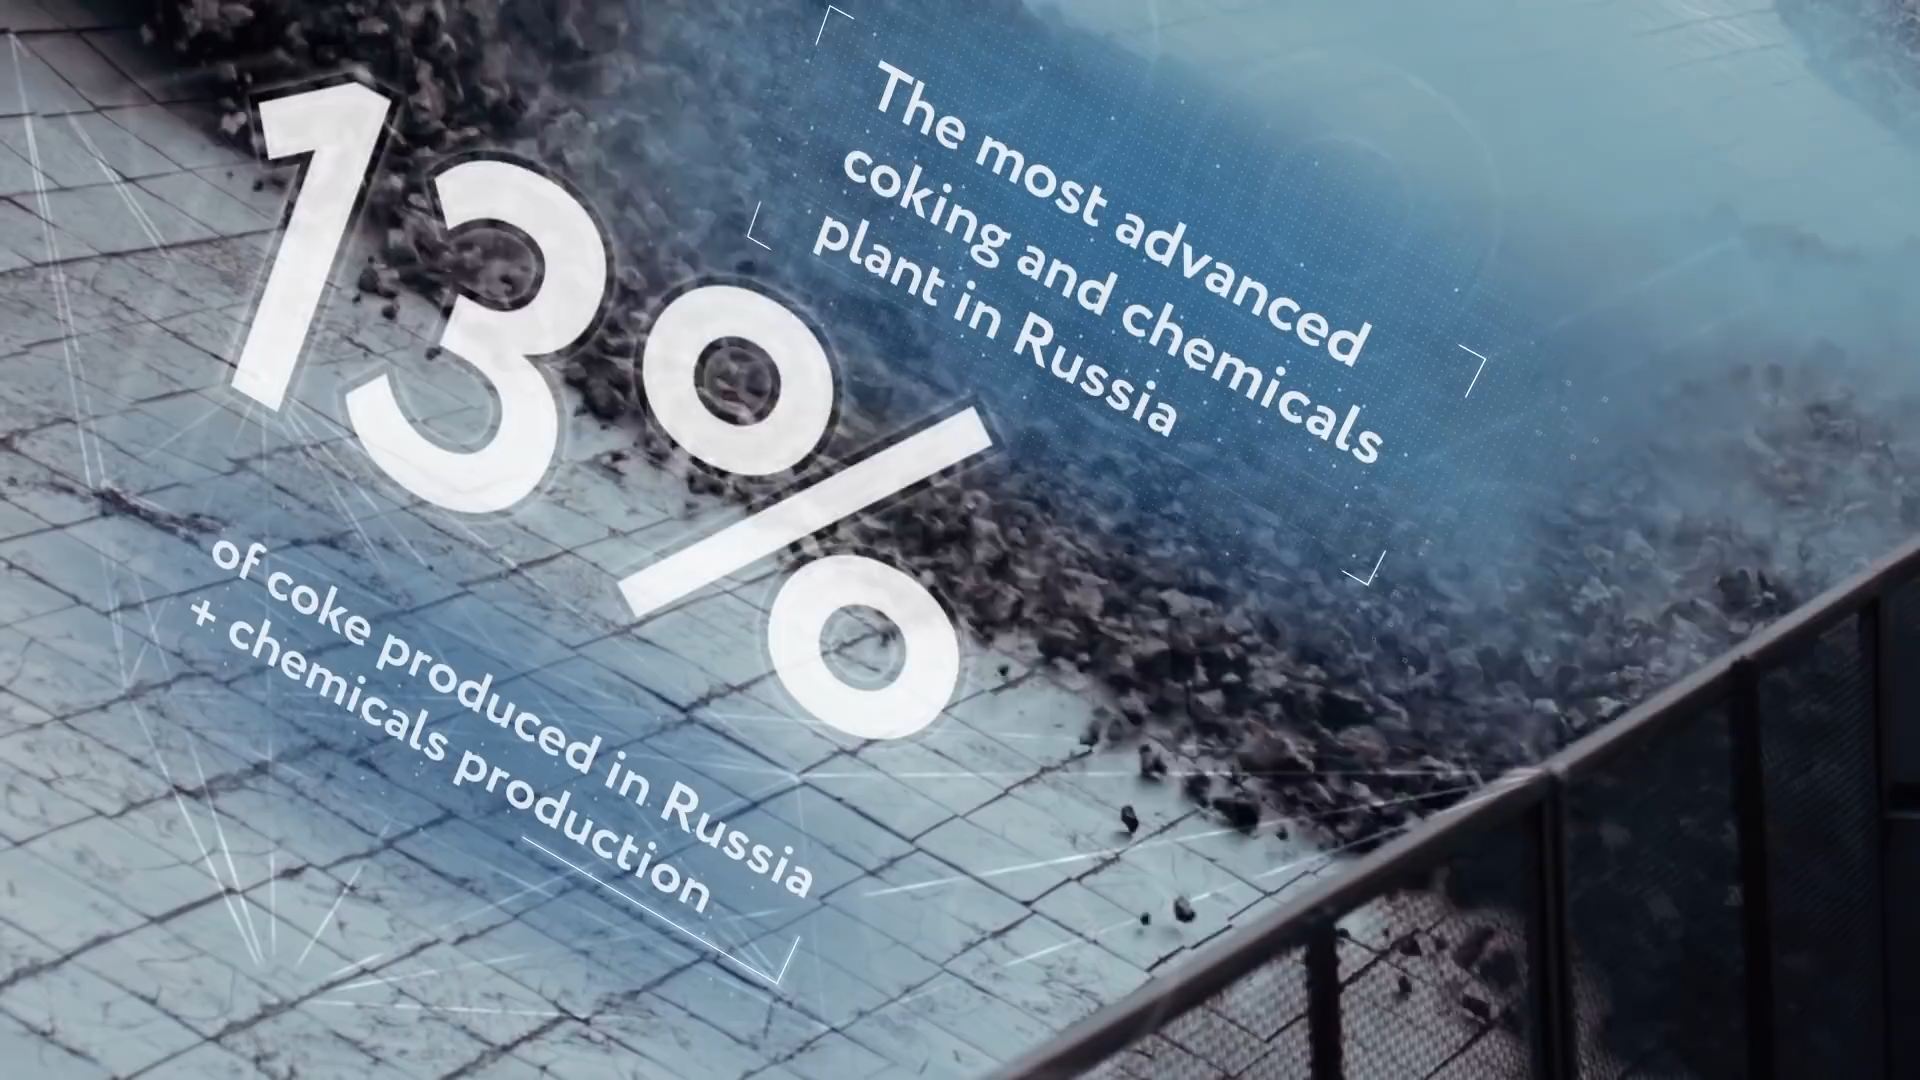 13%
of coke produced in Russia
+ chemicals production
The most advanced
coking and chemicals
plant in Russia